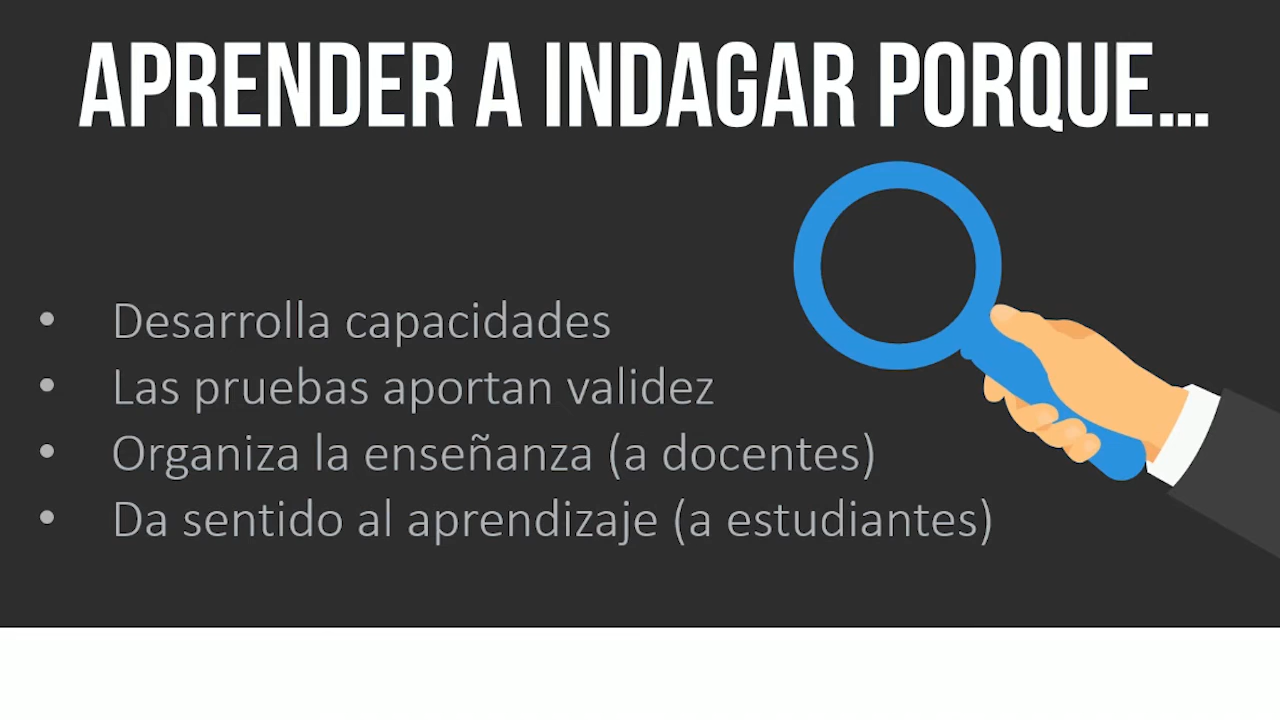 APRENDER A INDAGAR PORQUE...
• Desarrolla capacidades
• Las pruebas aportan validez
• Organiza la enseñanza (a docentes)
• Da sentido al aprendizaje (a estudiantes)